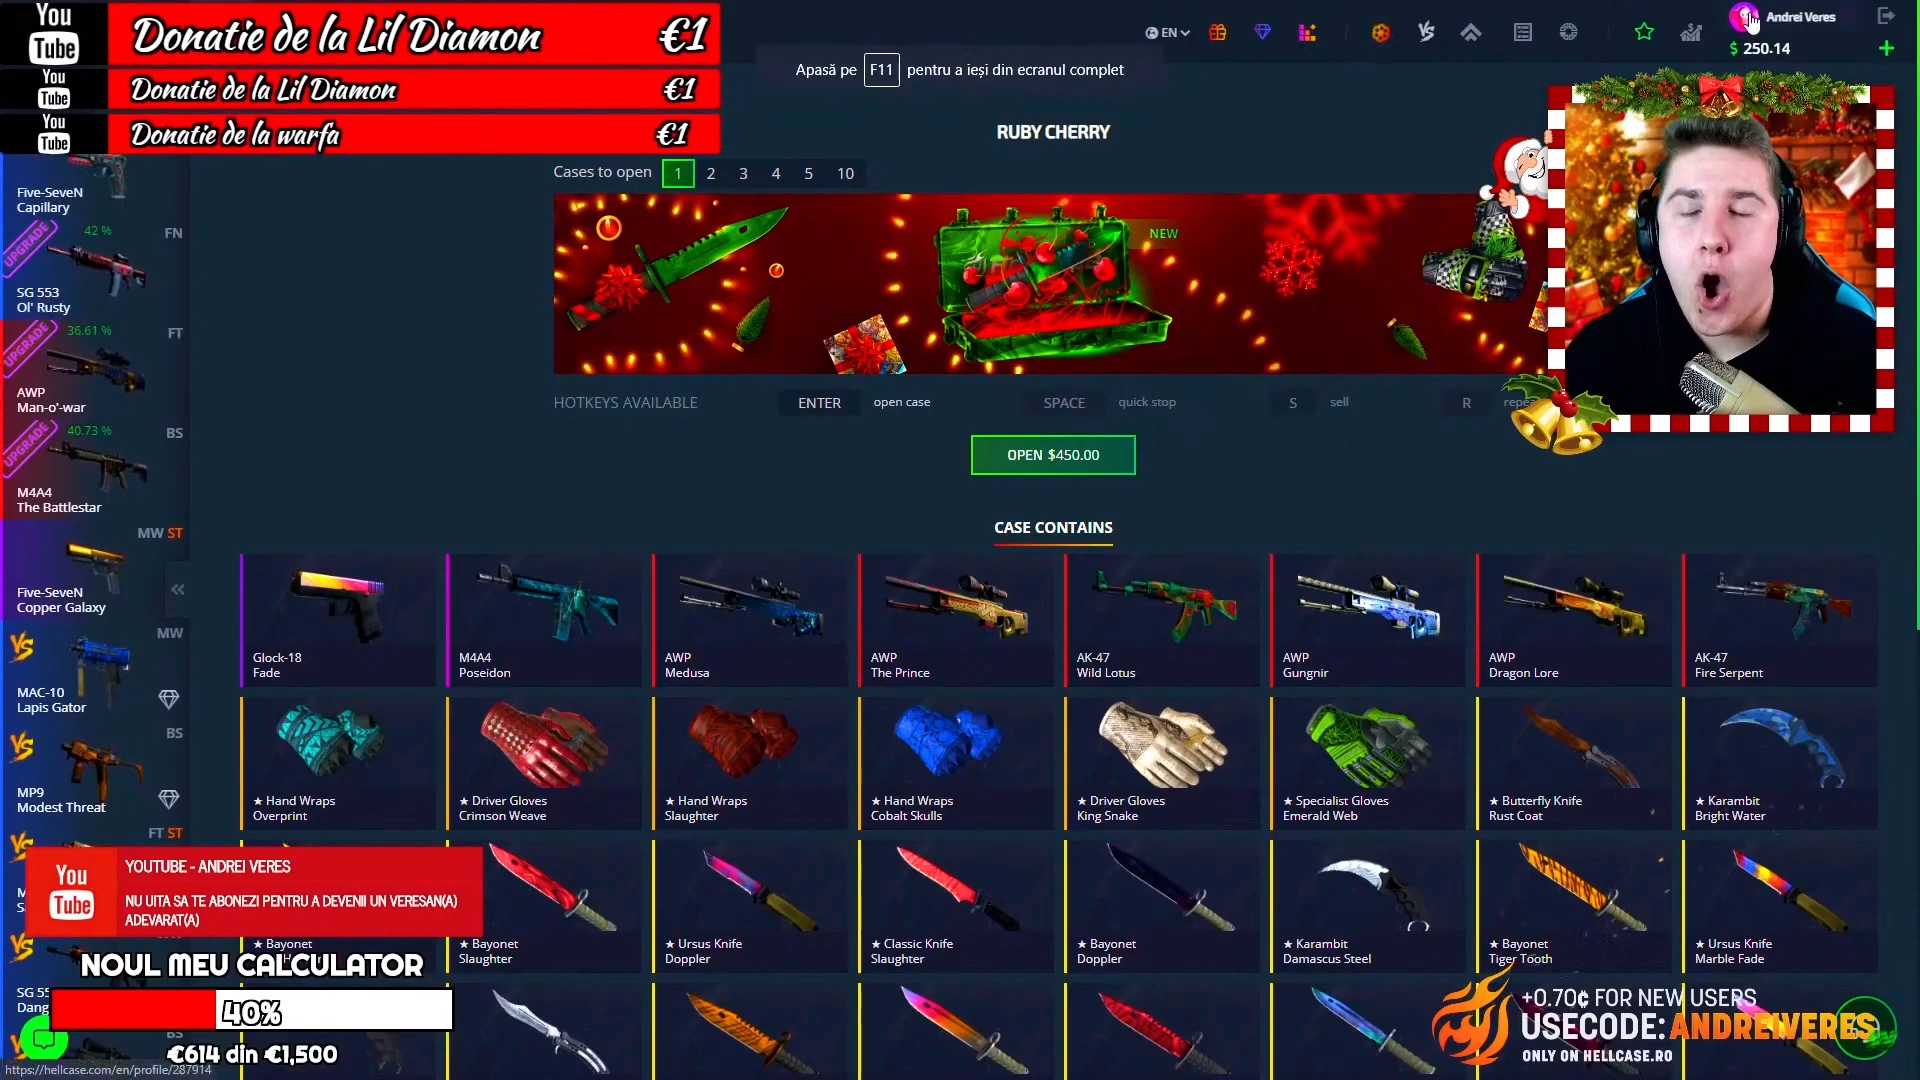 You
Tube
Donatie de la Lil Diamon
€1
You
Tube
Donatie de la Lil Diamon
€1
You
Tube
Donatie de la warfa
€1
EN
Andrei Veres
$ 250.14
Apasă pe F11 pentru a ieși din ecranul complet
RUBY CHERRY
Cases to open 1 2 3 4 5 10
NEW
HOTKEYS AVAILABLE
ENTER open case
SPACE quick stop
S sell
R
OPEN $450.00
CASE CONTAINS
Five-SeveN
Capillary
UPGRADE
42 %
FN
SG 553
Ol' Rusty
UPGRADE
36.61 %
FT
AWP
Man-o'-war
UPGRADE
40.73 %
BS
M4A4
The Battlestar
MW ST
Five-SeveN
Copper Galaxy
VS
MW
MAC-10
Lapis Gator
VS
BS
MP9
Modest Threat
VS
FT ST
VS
Glock-18
Fade
M4A4
Poseidon
AWP
Medusa
AWP
The Prince
AK-47
Wild Lotus
AWP
Gungnir
AWP
Dragon Lore
AK-47
Fire Serpent
★ Hand Wraps
Overprint
★ Driver Gloves
Crimson Weave
★ Hand Wraps
Slaughter
★ Hand Wraps
Cobalt Skulls
★ Driver Gloves
King Snake
★ Specialist Gloves
Emerald Web
★ Butterfly Knife
Rust Coat
★ Karambit
Bright Water
★ Bayonet
★ Bayonet
Slaughter
★ Ursus Knife
Doppler
★ Classic Knife
Slaughter
★ Bayonet
Doppler
★ Karambit
Damascus Steel
★ Bayonet
Tiger Tooth
★ Ursus Knife
Marble Fade
You
Tube
YOUTUBE - ANDREI VERES
NU UITA SA TE ABONEZI PENTRU A DEVENII UN VERESAN(A)
ADEVARAT(A)
NOUL MEU CALCULATOR
40%
€614 din €1,500
https://hellcase.com/en/profile/287914
+0.70¢ FOR NEW USERS
USECODE: ANDREIVERES
ONLY ON HELLCASE.RO